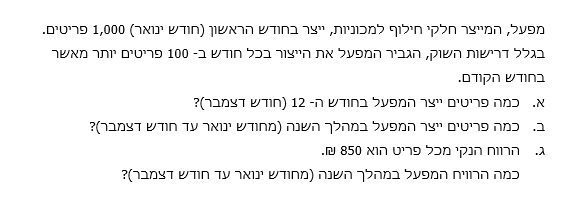 מפעל, המייצר חלקי חילוף למכוניות, ייצר בחודש הראשון (חודש ינואר) 1,000 פריטים.
בגלל דרישות השוק, הגביר המפעל את הייצור בכל חודש ב- 100 פריטים יותר מאשר
בחודש הקודם.
א. כמה פריטים ייצר המפעל בחודש ה- 12 (חודש דצמבר)?
ב. כמה פריטים ייצר המפעל במהלך השנה (מחודש ינואר עד חודש דצמבר)?
ג. הרווח הנקי מכל פריט הוא 850 ₪.
כמה הרוויח המפעל במהלך השנה (מחודש ינואר עד חודש דצמבר)?